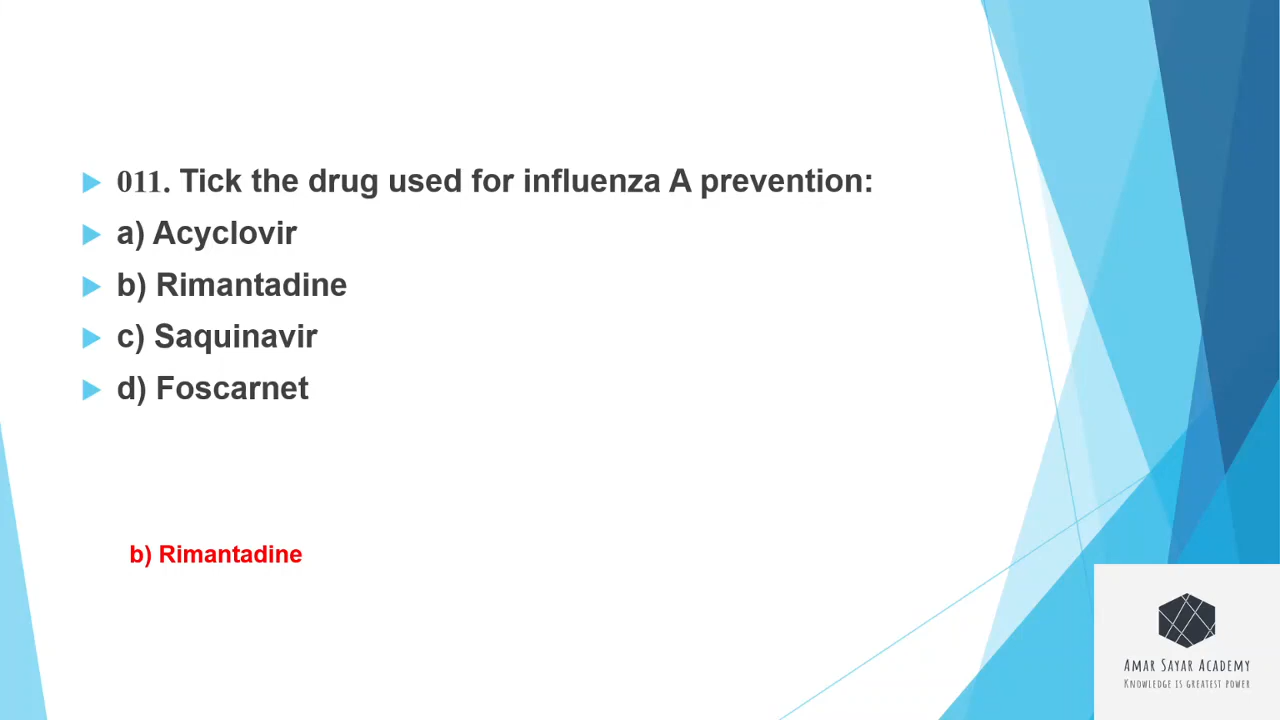 011. Tick the drug used for influenza A prevention:
a) Acyclovir
b) Rimantadine
c) Saquinavir
d) Foscarnet
b) Rimantadine
Amar Sayar Academy
Knowledge is greatest power